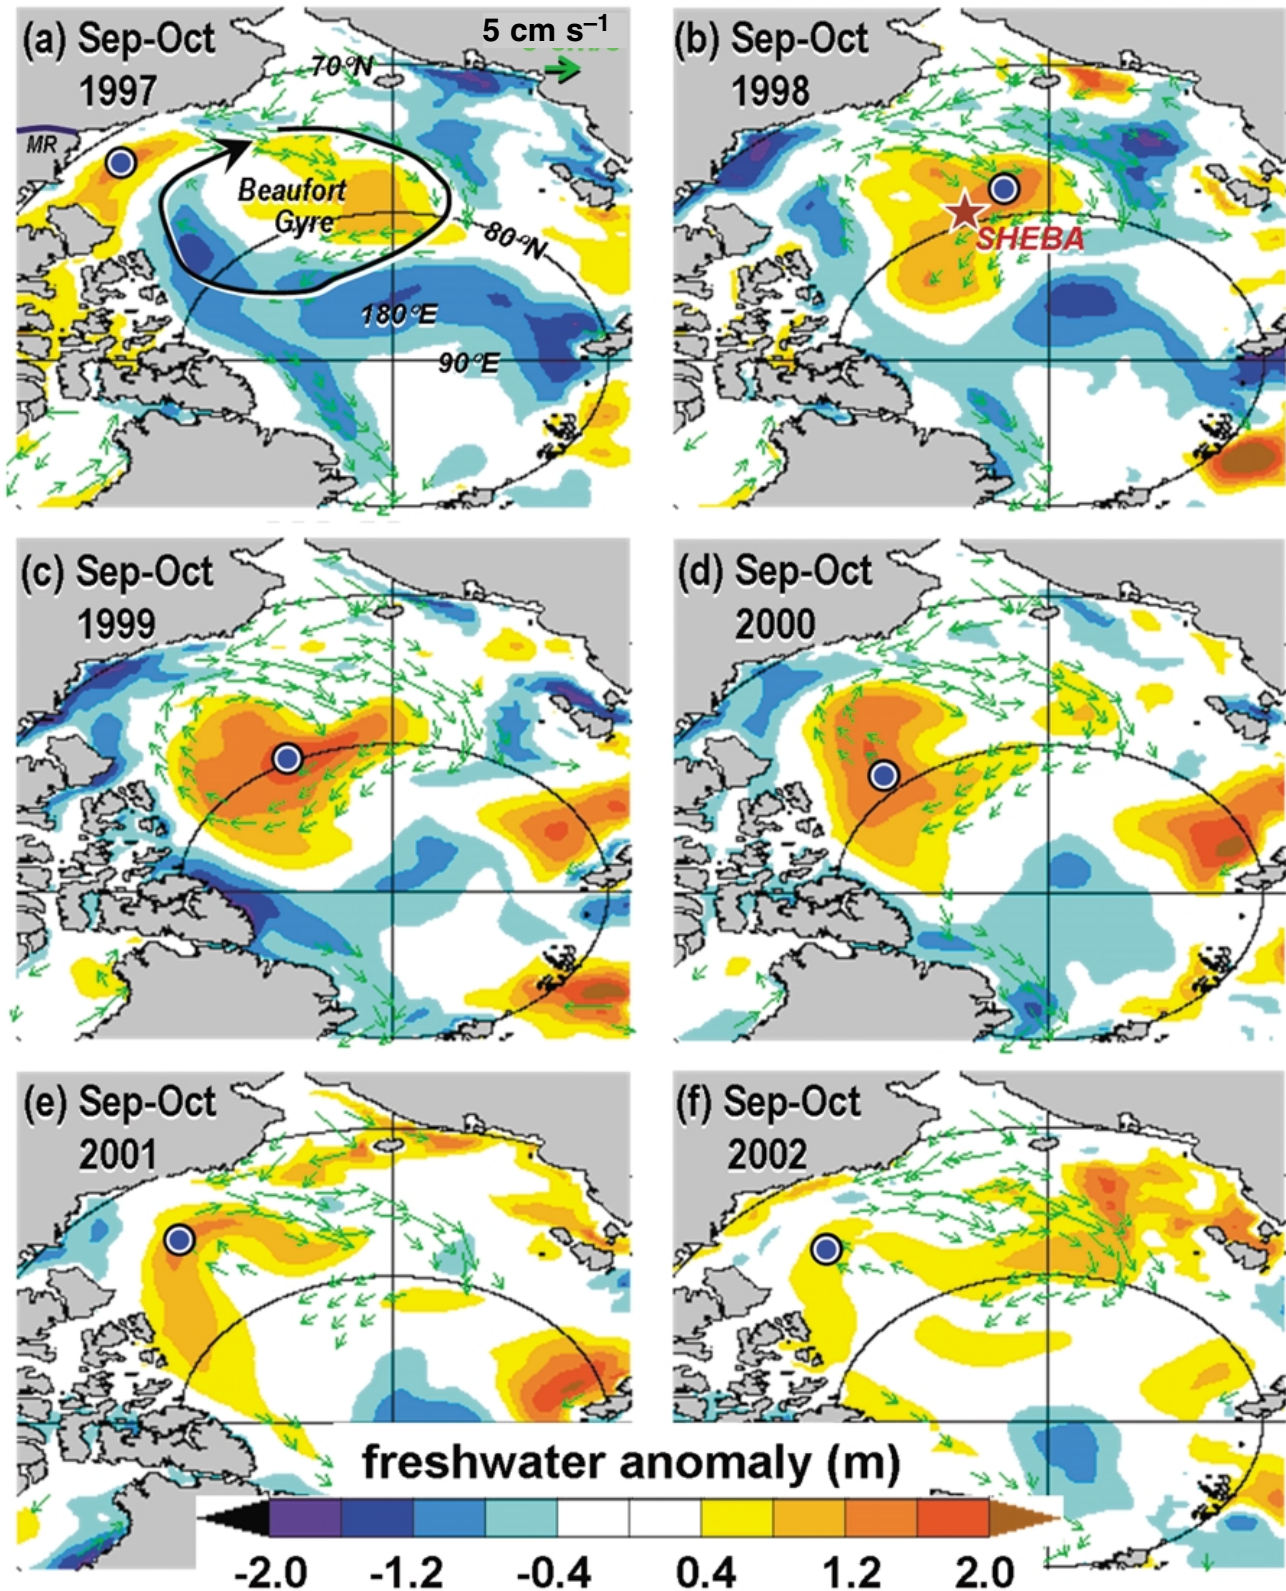 (a) Sep-Oct
1997
5 cm s⁻¹
70°N
MR
Beaufort
Gyre
80°N
180°E
90°E
(b) Sep-Oct
1998
SHEBA
(c) Sep-Oct
1999
(d) Sep-Oct
2000
(e) Sep-Oct
2001
(f) Sep-Oct
2002
freshwater anomaly (m)
-2.0 -1.2 -0.4 0.4 1.2 2.0